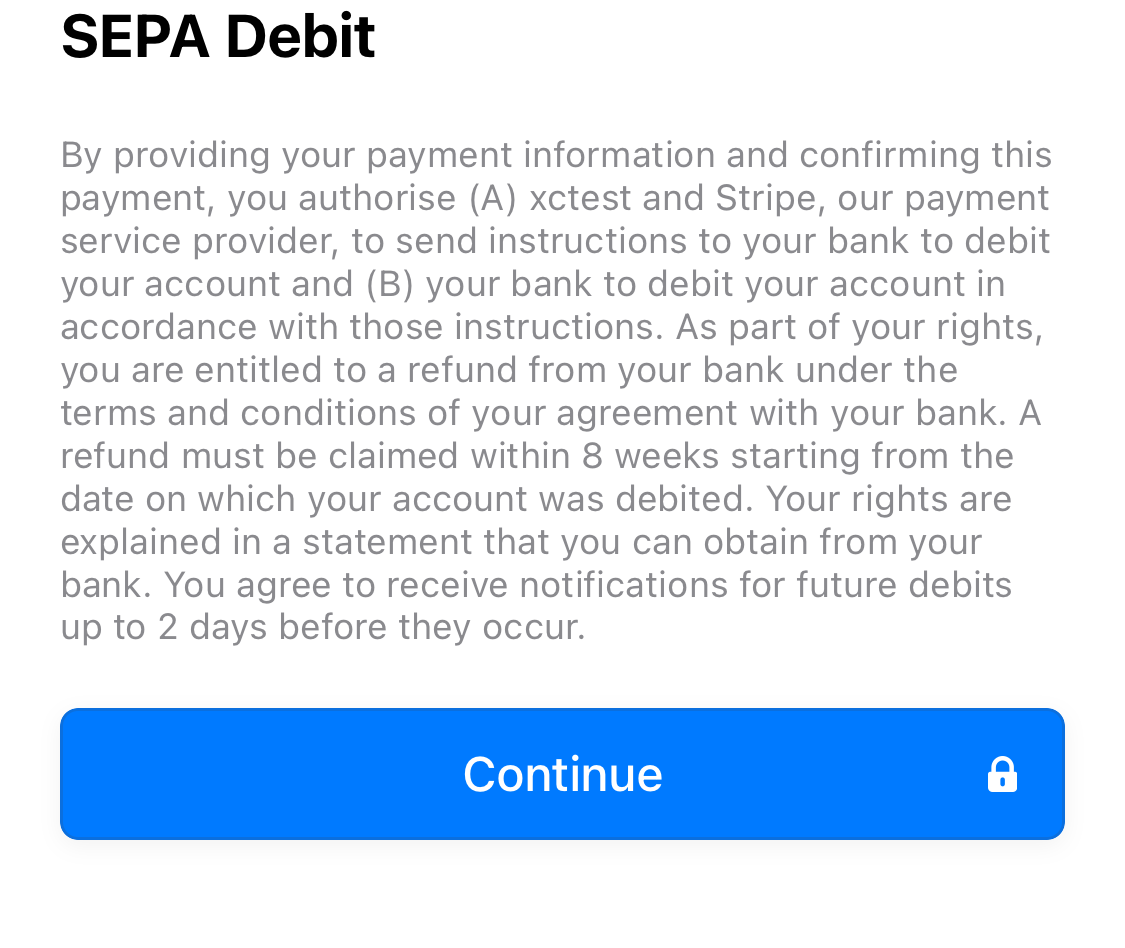 SEPA Debit
By providing your payment information and confirming this
payment, you authorise (A) xctest and Stripe, our payment
service provider, to send instructions to your bank to debit
your account and (B) your bank to debit your account in
accordance with those instructions. As part of your rights,
you are entitled to a refund from your bank under the
terms and conditions of your agreement with your bank. A
refund must be claimed within 8 weeks starting from the
date on which your account was debited. Your rights are
explained in a statement that you can obtain from your
bank. You agree to receive notifications for future debits
up to 2 days before they occur.
Continue